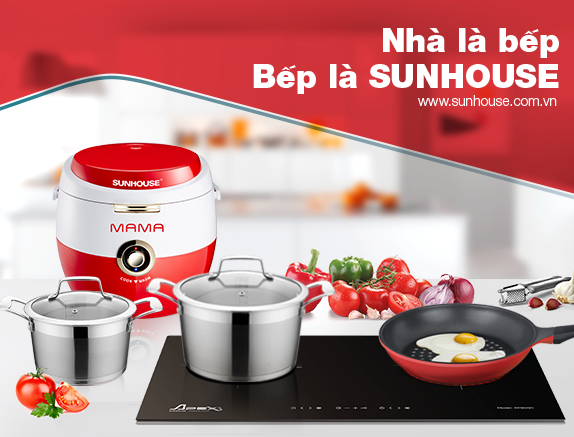 Nhà là bếp
Bếp là SUNHOUSE
www.sunhouse.com.vn
SUNHOUSE
MAMA
COOK WARM
APEX